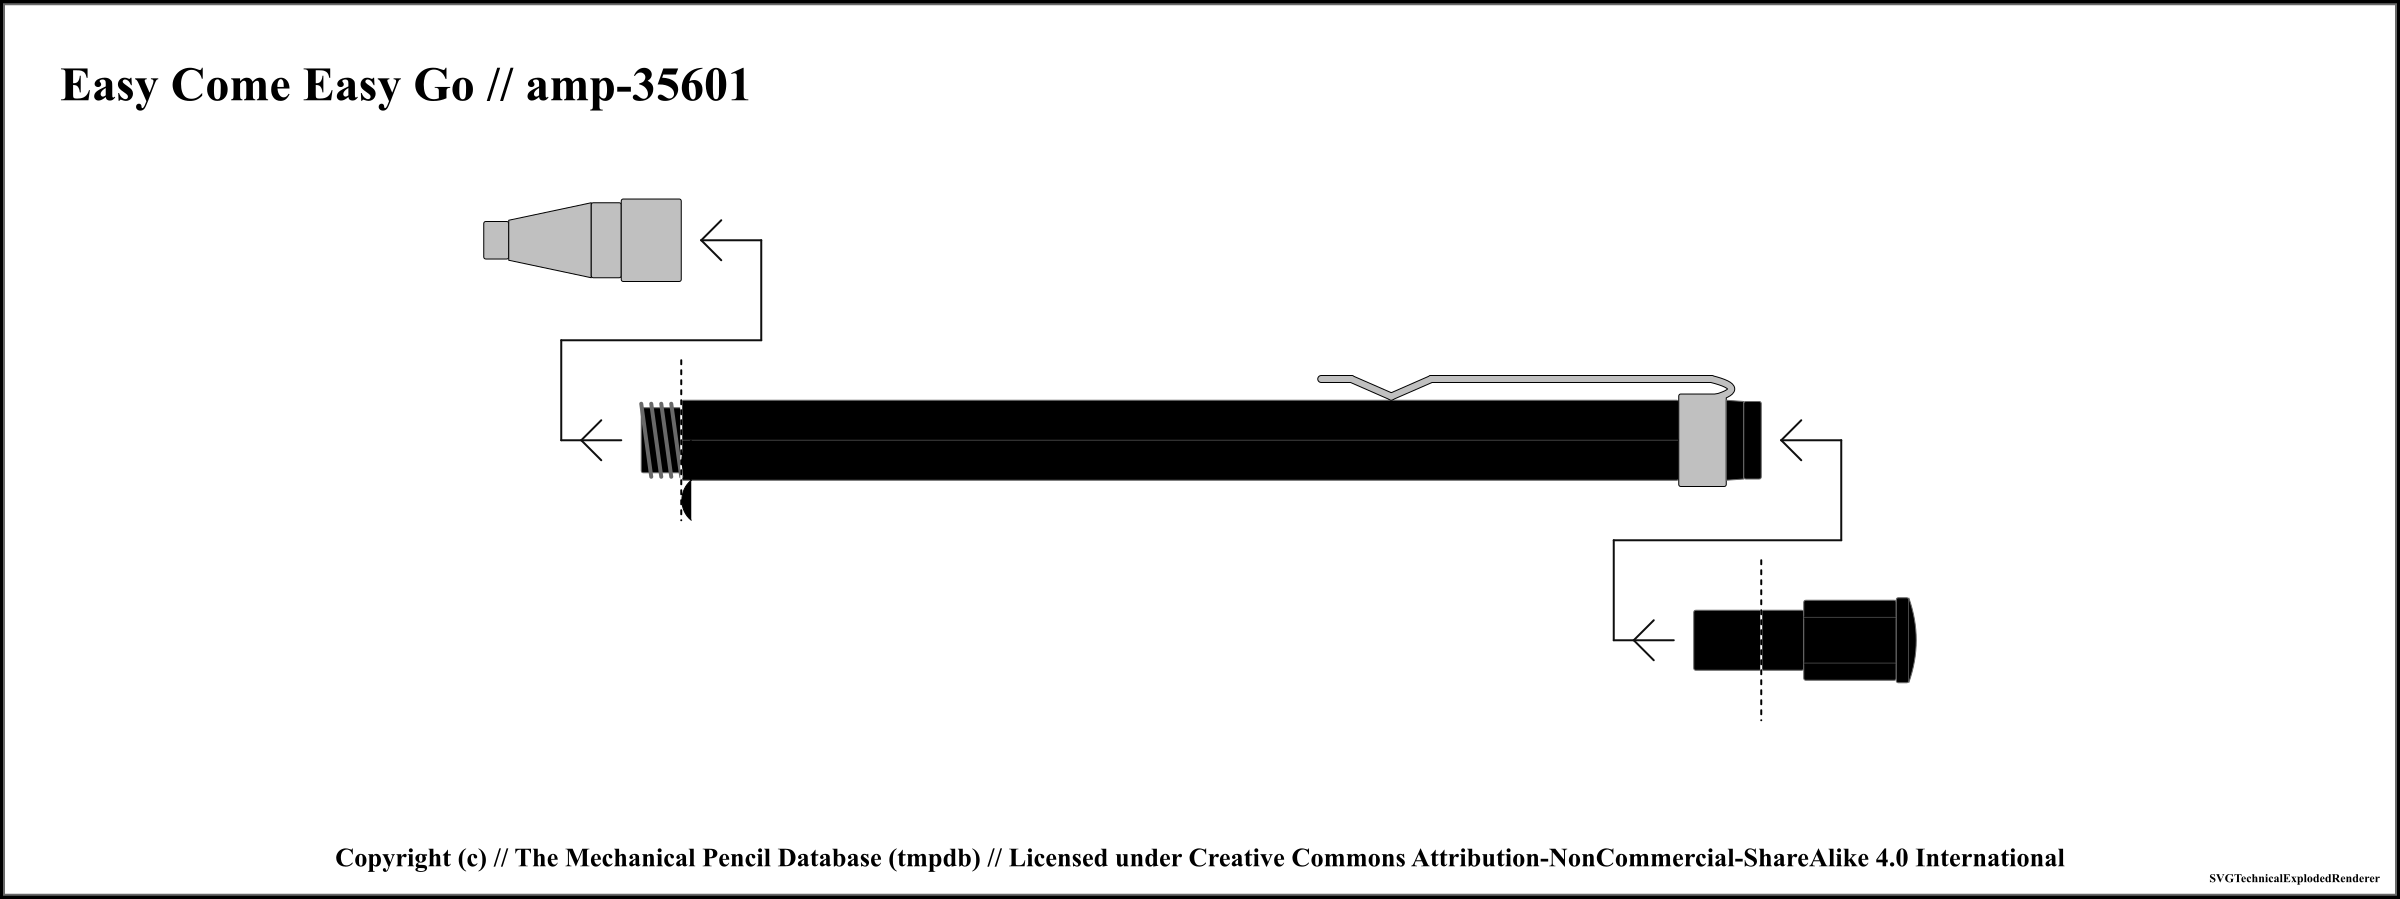 Easy Come Easy Go // amp-35601
Copyright (c) // The Mechanical Pencil Database (tmpdb) // Licensed under Creative Commons Attribution-NonCommercial-ShareAlike 4.0 International
SVGTechnicalExplodedRenderer